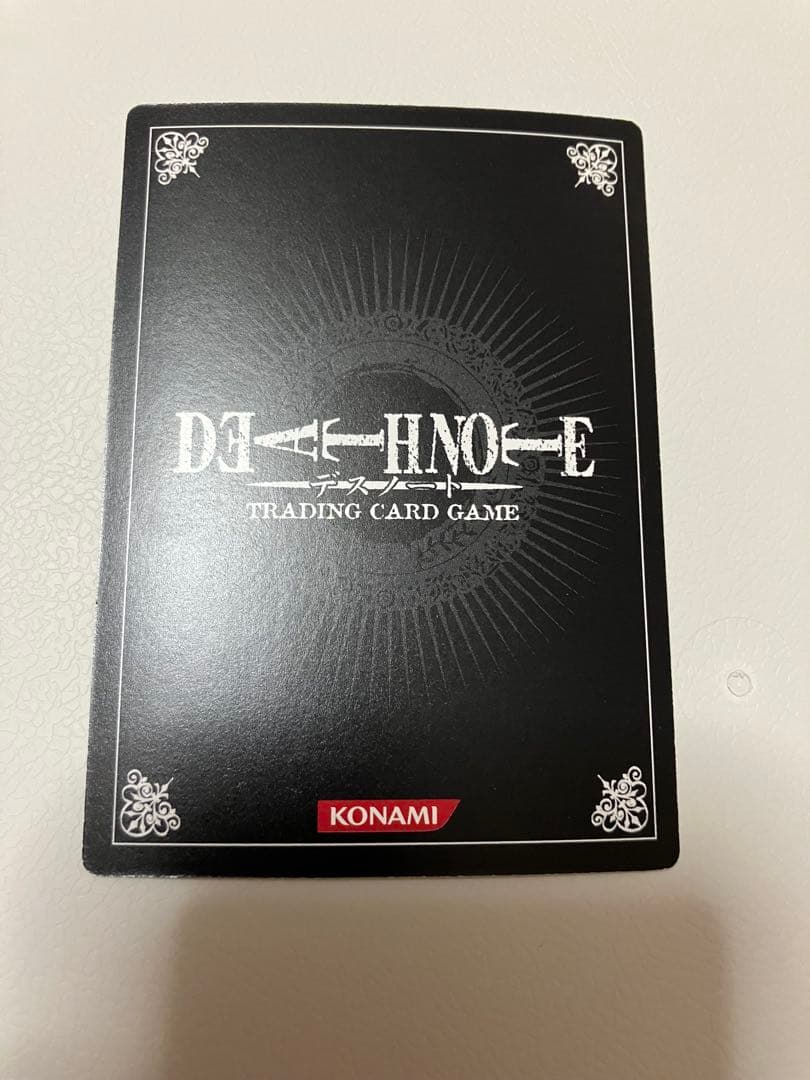 DEATH NOTE
デスノート
TRADING CARD GAME
KONAMI